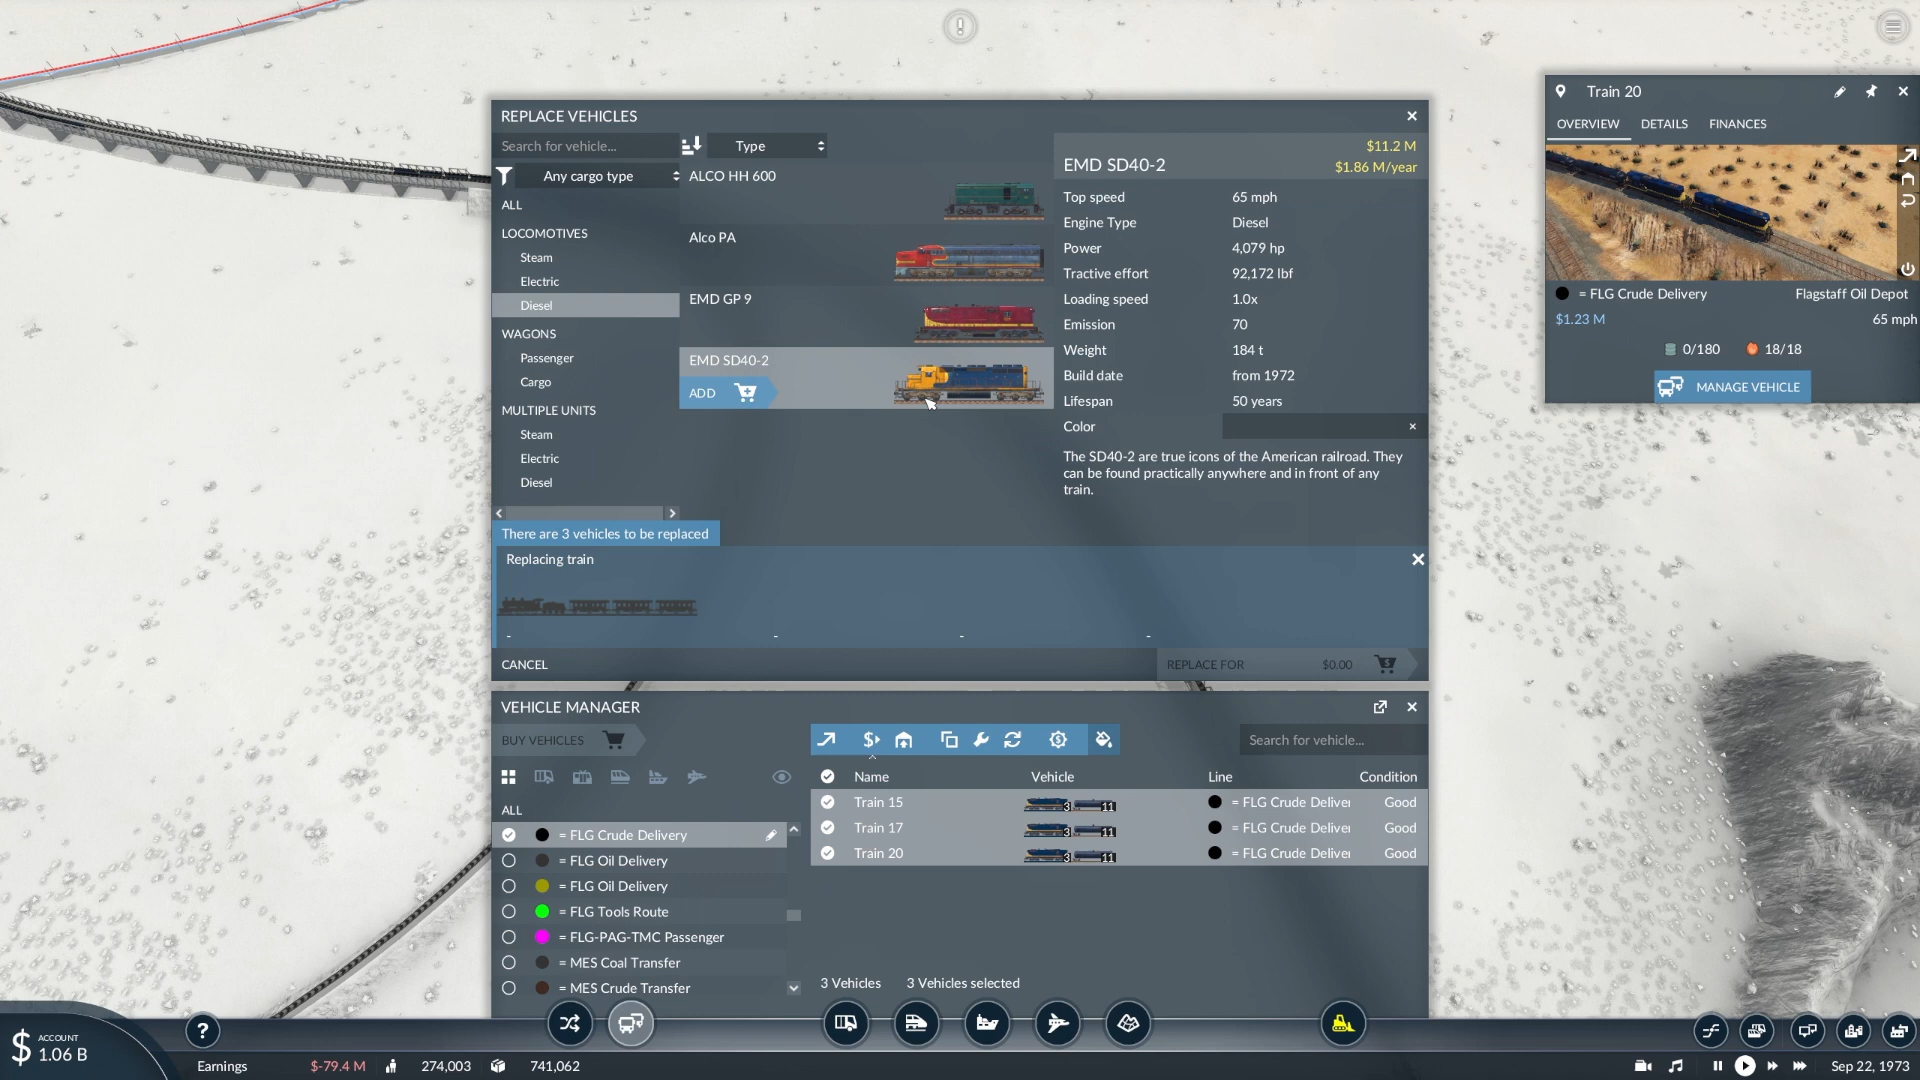 REPLACE VEHICLES
Search for vehicle...
Type
Any cargo type
ALL
LOCOMOTIVES
Steam
Electric
Diesel
WAGONS
Passenger
Cargo
MULTIPLE UNITS
Steam
Electric
Diesel
ALCO HH 600
Alco PA
EMD GP 9
EMD SD40-2
ADD
$11.2 M
EMD SD40-2
$1.86 M/year
Top speed 65 mph
Engine Type Diesel
Power 4,079 hp
Tractive effort 92,172 lbf
Loading speed 1.0x
Emission 70
Weight 184 t
Build date from 1972
Lifespan 50 years
Color
The SD40-2 are true icons of the American railroad. They
can be found practically anywhere and in front of any
train.
There are 3 vehicles to be replaced
Replacing train
- - - -
CANCEL
REPLACE FOR $0.00
Train 20
OVERVIEW DETAILS FINANCES
= FLG Crude Delivery Flagstaff Oil Depot
$1.23 M 65 mph
0/180 18/18
MANAGE VEHICLE
VEHICLE MANAGER
BUY VEHICLES
Search for vehicle...
ALL
= FLG Crude Delivery
= FLG Oil Delivery
= FLG Oil Delivery
= FLG Tools Route
= FLG-PAG-TMC Passenger
= MES Coal Transfer
= MES Crude Transfer
Name Vehicle Line Condition
Train 15 3 11 = FLG Crude Deliver Good
Train 17 3 11 = FLG Crude Deliver Good
Train 20 3 11 = FLG Crude Deliver Good
3 Vehicles 3 Vehicles selected
$ ACCOUNT
1.06 B
?
Earnings $-79.4 M 274,003 741,062
Sep 22, 1973